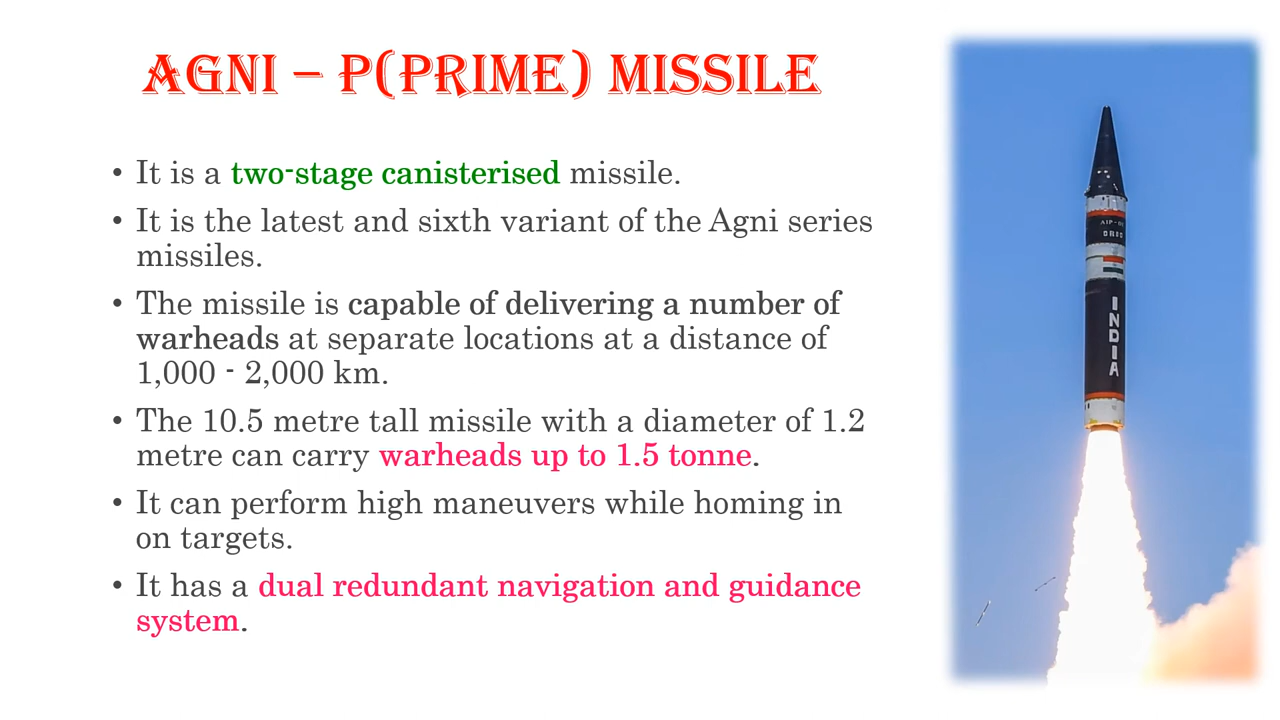 AGNI – P(PRIME) MISSILE
• It is a two-stage canisterised missile.
• It is the latest and sixth variant of the Agni series
missiles.
• The missile is capable of delivering a number of
warheads at separate locations at a distance of
1,000 - 2,000 km.
• The 10.5 metre tall missile with a diameter of 1.2
metre can carry warheads up to 1.5 tonne.
• It can perform high maneuvers while homing in
on targets.
• It has a dual redundant navigation and guidance
system.
INDIA